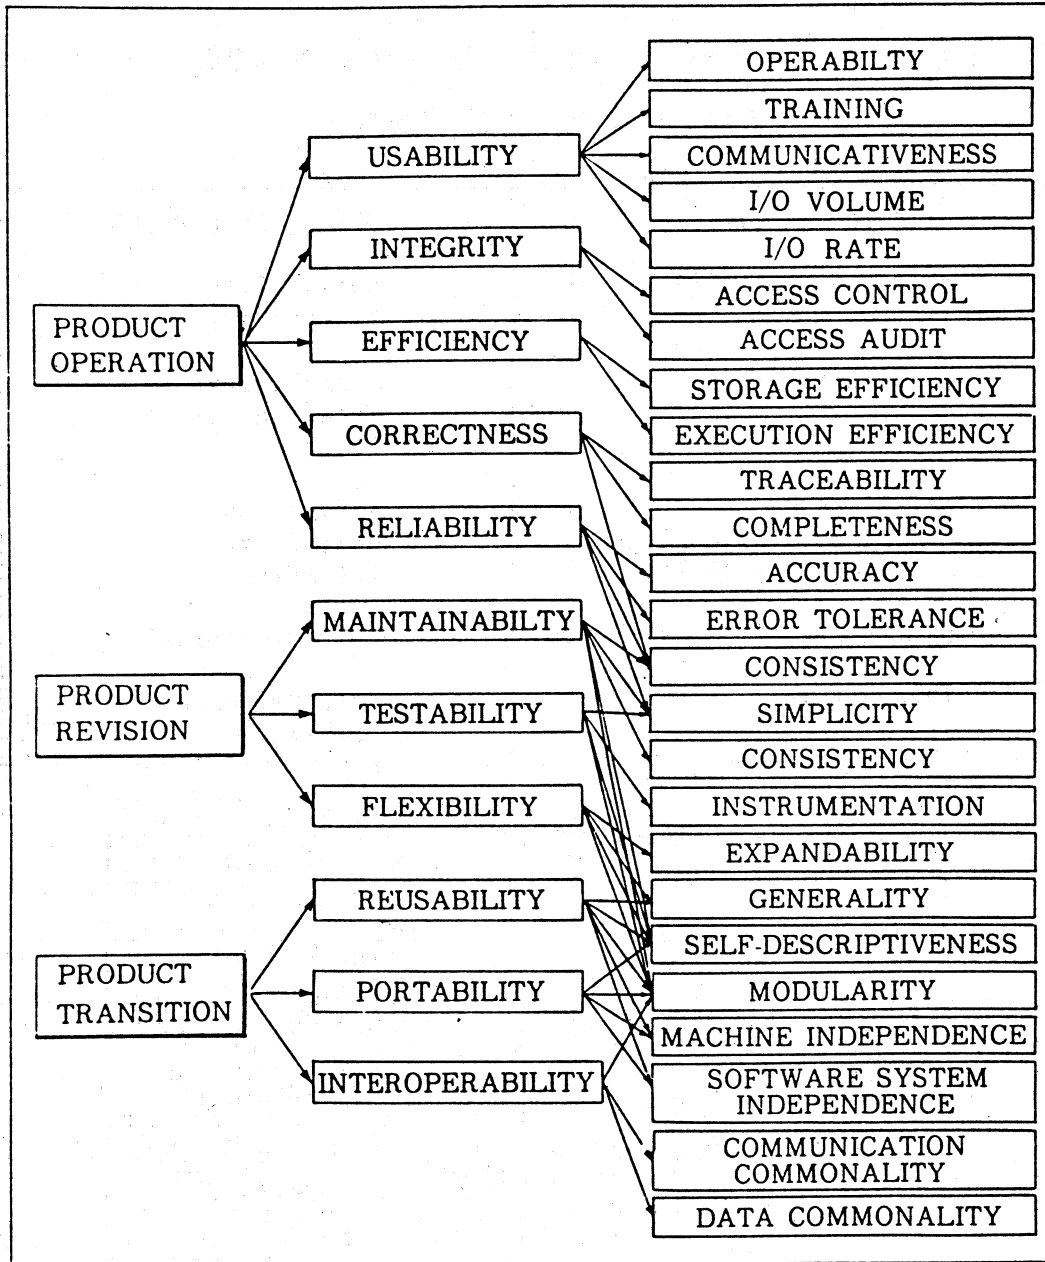 PRODUCT
OPERATION
PRODUCT
REVISION
PRODUCT
TRANSITION
USABILITY
INTEGRITY
EFFICIENCY
CORRECTNESS
RELIABILITY
MAINTAINABILTY
TESTABILITY
FLEXIBILITY
REUSABILITY
PORTABILITY
INTEROPERABILITY
OPERABILTY
TRAINING
COMMUNICATIVENESS
I/O VOLUME
I/O RATE
ACCESS CONTROL
ACCESS AUDIT
STORAGE EFFICIENCY
EXECUTION EFFICIENCY
TRACEABILITY
COMPLETENESS
ACCURACY
ERROR TOLERANCE
CONSISTENCY
SIMPLICITY
CONSISTENCY
INSTRUMENTATION
EXPANDABILITY
GENERALITY
SELF-DESCRIPTIVENESS
MODULARITY
MACHINE INDEPENDENCE
SOFTWARE SYSTEM
INDEPENDENCE
COMMUNICATION
COMMONALITY
DATA COMMONALITY